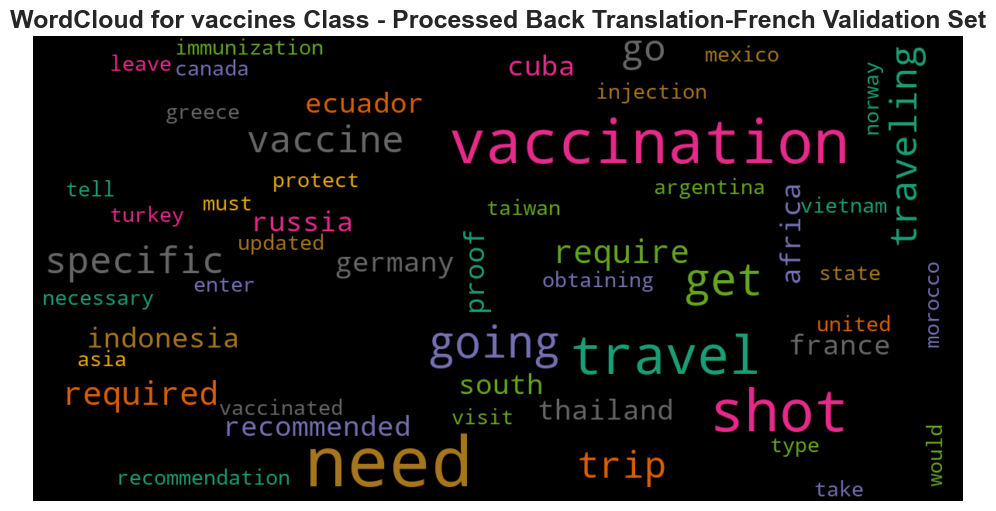 WordCloud for vaccines Class - Processed Back Translation-French Validation Set
immunization
go
mexico
leave
canada
cuba
traveling
norway
injection
ecuador
greece
vaccine
vaccination
protect
tell
argentina
africa
must
taiwan
vietnam
turkey
russia
updated
require
proof
specific
germany
get
state
enter
obtaining
morocco
necessary
united
indonesia
going
travel
france
asia
south
required
shot
vaccinated
thailand
visit
recommended
need
trip
type
would
recommendation
take